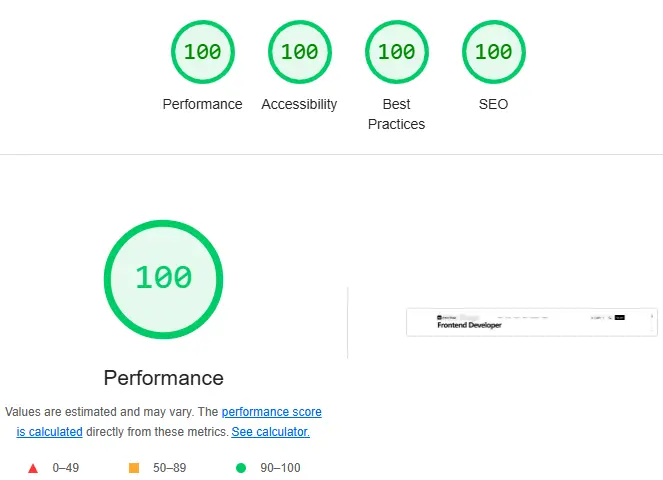 100 100 100 100
Performance Accessibility Best Practices SEO
100
Frontend Developer
Performance
Values are estimated and may vary. The performance score
is calculated directly from these metrics. See calculator.
0–49 50–89 90–100